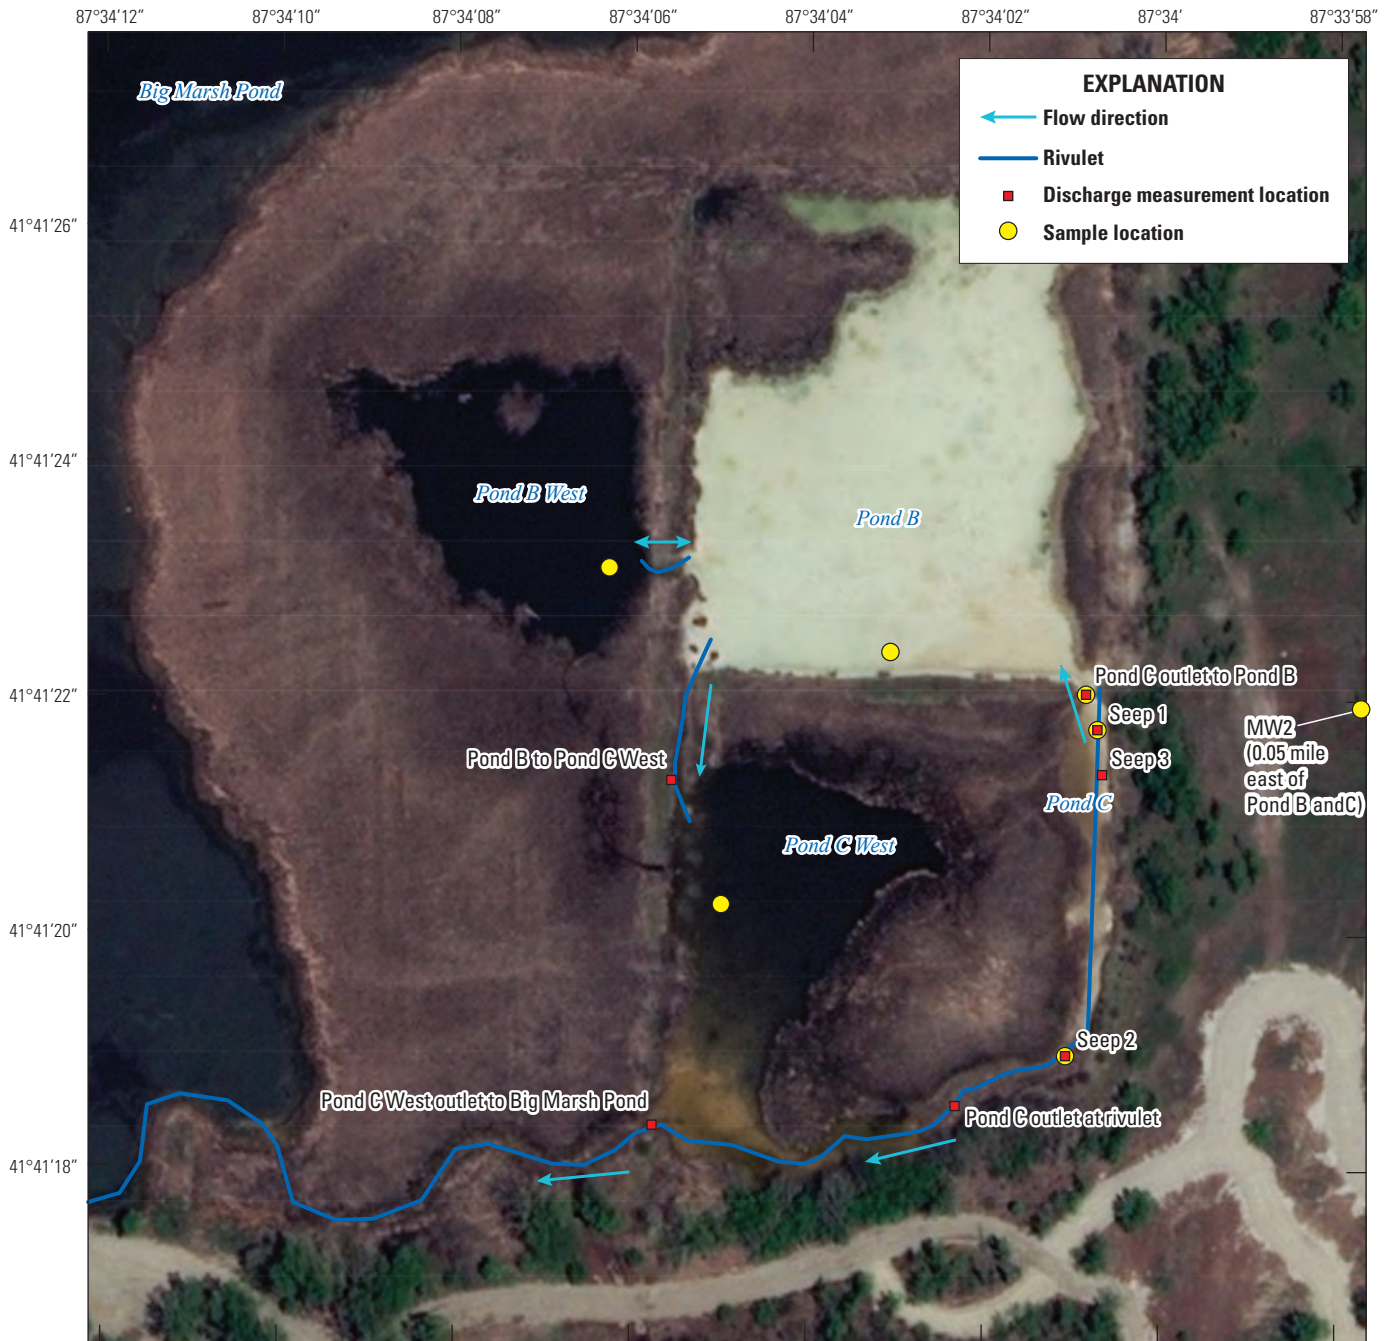 87°34′12″ 87°34′10″ 87°34′08″ 87°34′06″ 87°34′04″ 87°34′02″ 87°34′ 87°33′58″
Big Marsh Pond
EXPLANATION
Flow direction
Rivulet
Discharge measurement location
Sample location
41°41′26″
41°41′24″
Pond B West
Pond B
41°41′22″
Pond C outlet to Pond B
Seep 1
MW2
(0.05 mile
east of
Pond B and C)
Pond B to Pond C West
Seep 3
Pond C
Pond C West
41°41′20″
Seep 2
Pond C West outlet to Big Marsh Pond
Pond C outlet at rivulet
41°41′18″